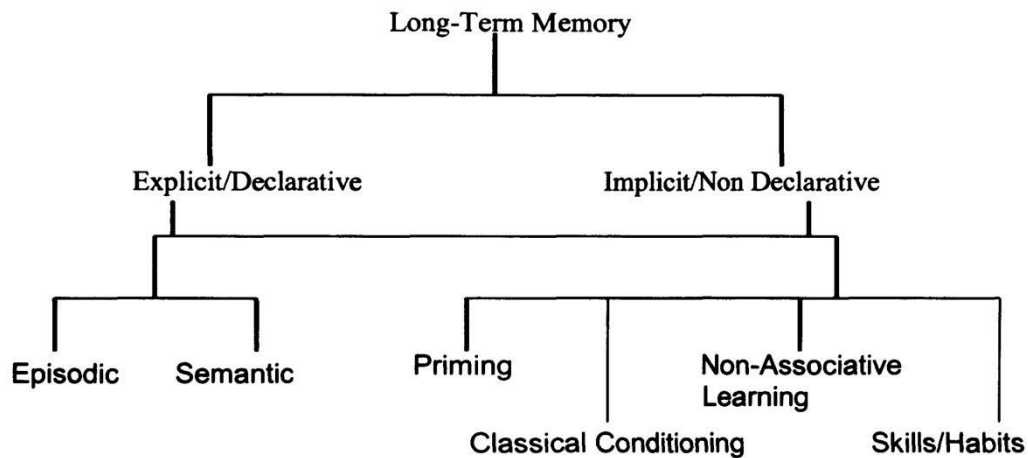 Long-Term Memory
Explicit/Declarative
Implicit/Non Declarative
Episodic
Semantic
Priming
Non-Associative
Learning
Classical Conditioning
Skills/Habits